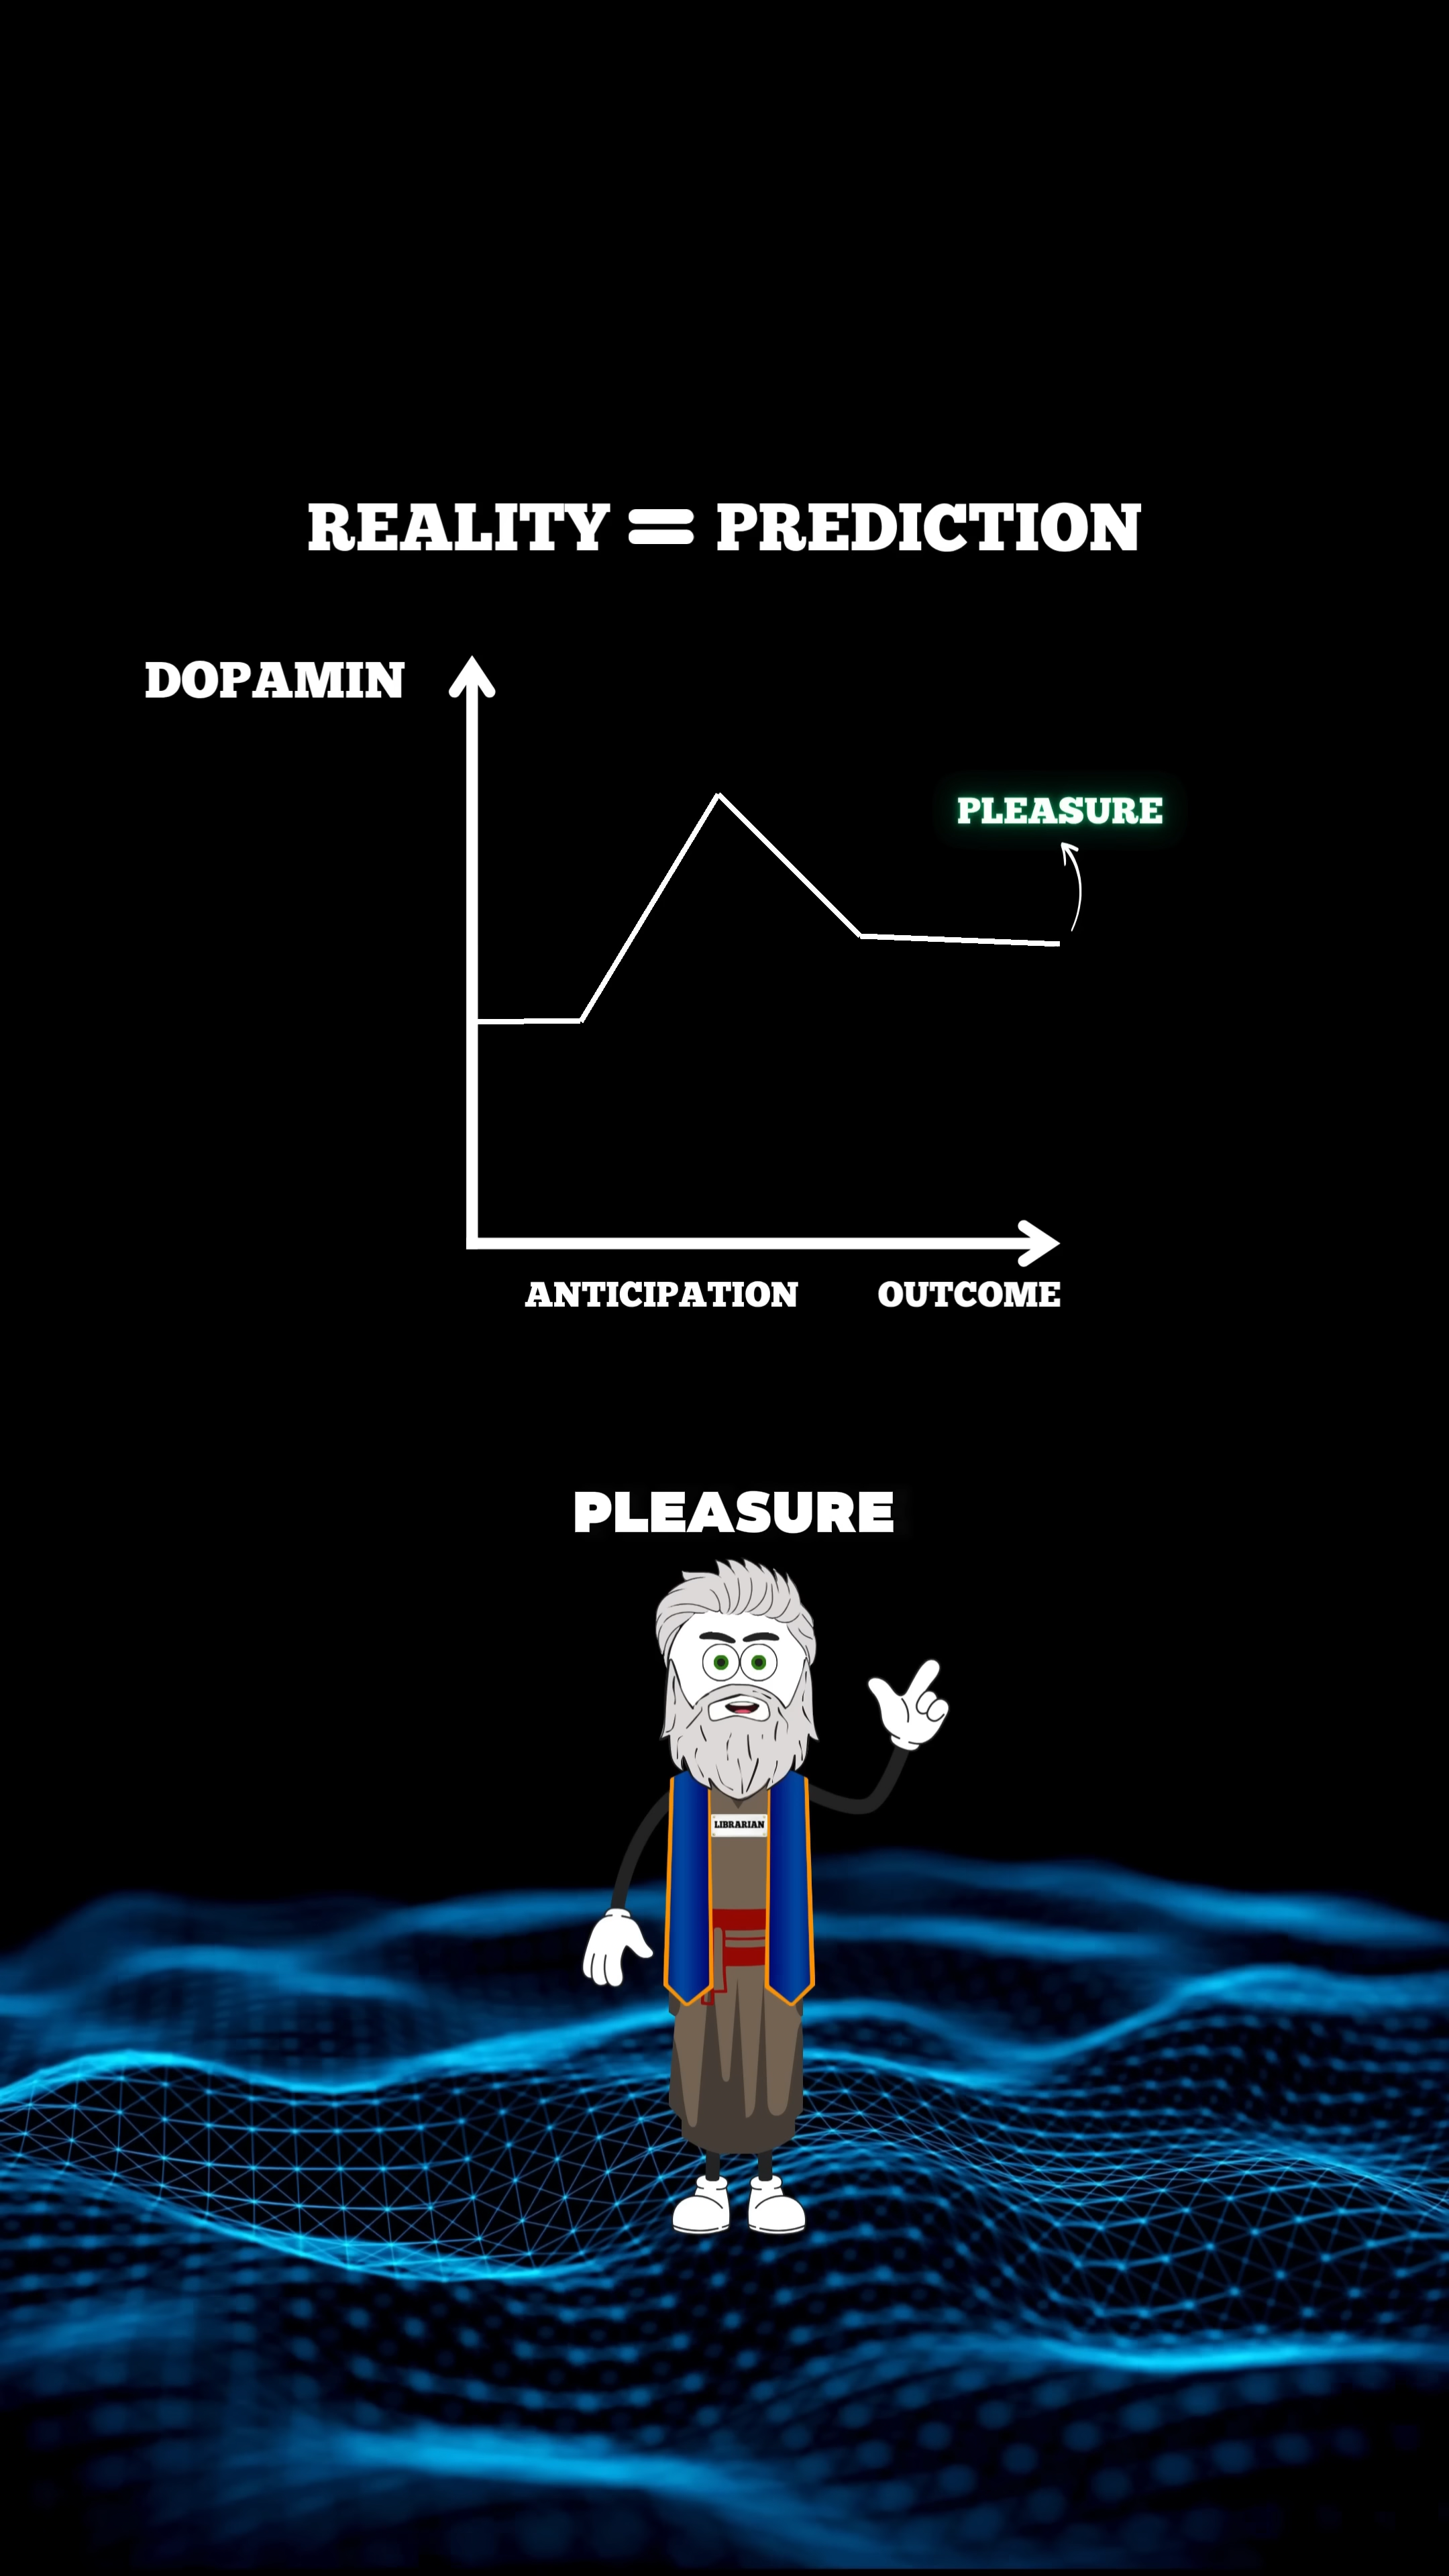 REALITY = PREDICTION
DOPAMIN
PLEASURE
ANTICIPATION OUTCOME
PLEASURE
LIBRARIAN